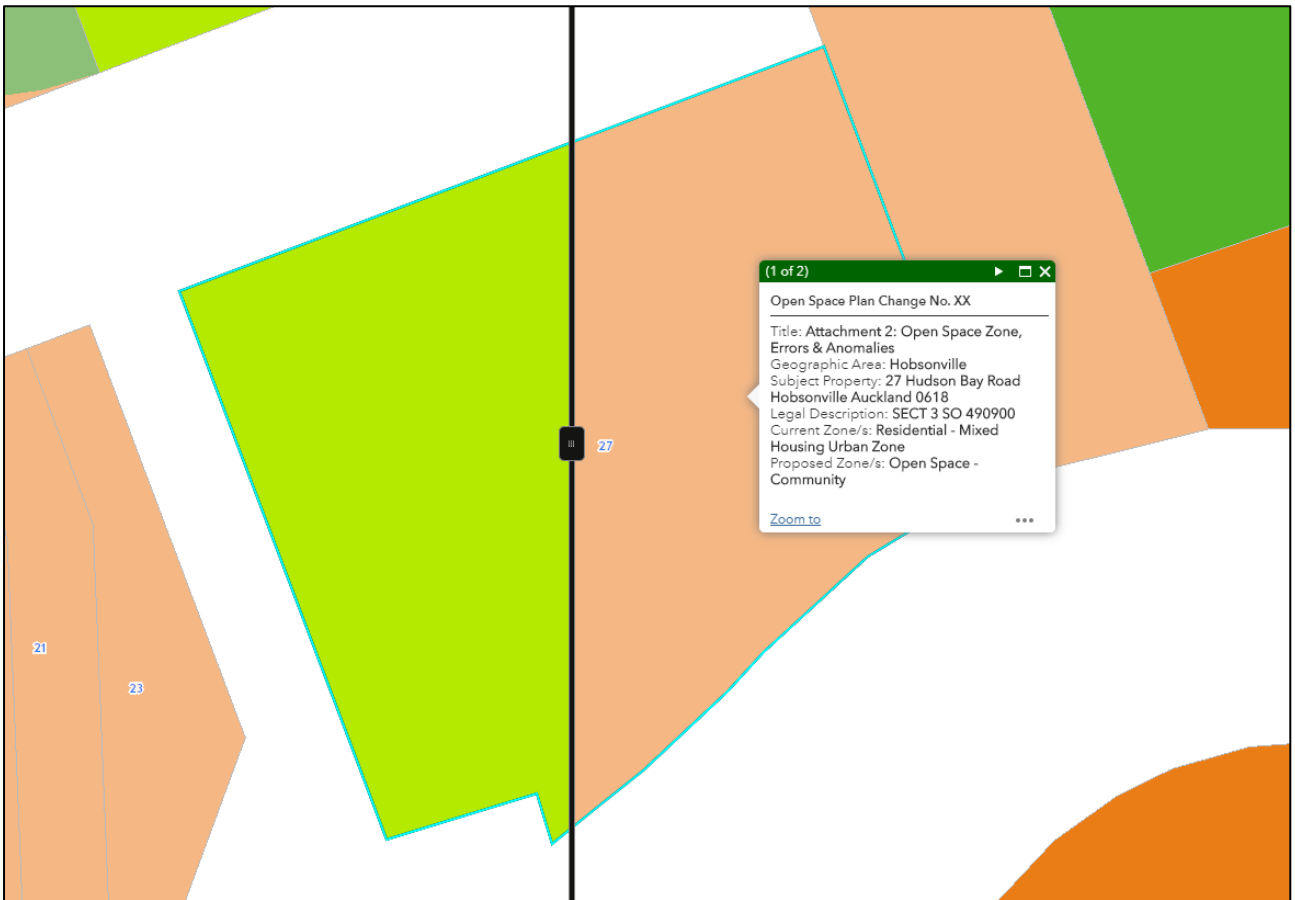 (1 of 2)
Open Space Plan Change No. XX
Title: Attachment 2: Open Space Zone,
Errors & Anomalies
Geographic Area: Hobsonville
Subject Property: 27 Hudson Bay Road
Hobsonville Auckland 0618
Legal Description: SECT 3 SO 490900
Current Zone/s: Residential - Mixed
Housing Urban Zone
Proposed Zone/s: Open Space -
Community
Zoom to
27
21
23